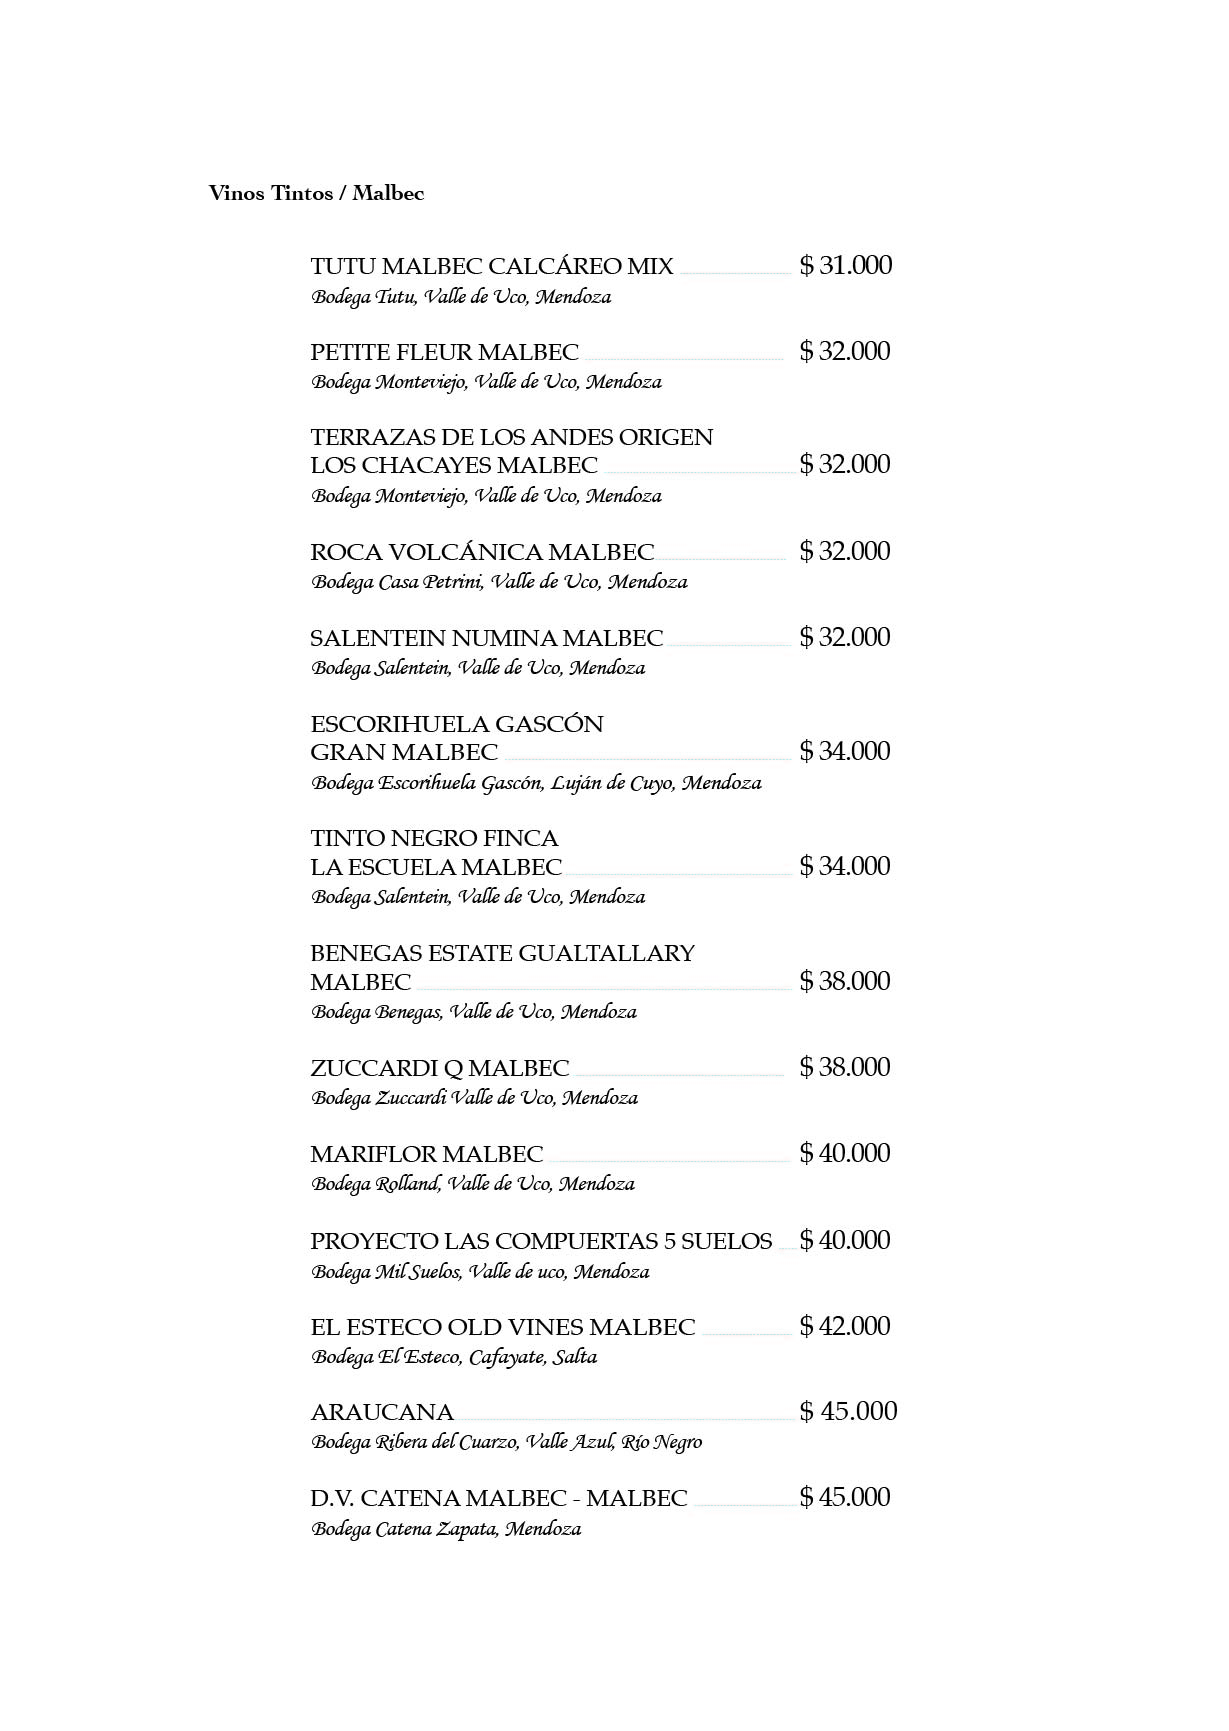 Vinos Tintos / Malbec
TUTU MALBEC CALCÁREO MIX $ 31.000
Bodega Tutu, Valle de Uco, Mendoza
PETITE FLEUR MALBEC $ 32.000
Bodega Monteviejo, Valle de Uco, Mendoza
TERRAZAS DE LOS ANDES ORIGEN
LOS CHACAYES MALBEC $ 32.000
Bodega Monteviejo, Valle de Uco, Mendoza
ROCA VOLCÁNICA MALBEC $ 32.000
Bodega Casa Petrini, Valle de Uco, Mendoza
SALENTEIN NUMINA MALBEC $ 32.000
Bodega Salentein, Valle de Uco, Mendoza
ESCORIHUELA GASCÓN
GRAN MALBEC $ 34.000
Bodega Escorihuela Gascón, Luján de Cuyo, Mendoza
TINTO NEGRO FINCA
LA ESCUELA MALBEC $ 34.000
Bodega Salentein, Valle de Uco, Mendoza
BENEGAS ESTATE GUALTALLARY
MALBEC $ 38.000
Bodega Benegas, Valle de Uco, Mendoza
ZUCCARDI Q MALBEC $ 38.000
Bodega Zuccardi Valle de Uco, Mendoza
MARIFLOR MALBEC $ 40.000
Bodega Rolland, Valle de Uco, Mendoza
PROYECTO LAS COMPUERTAS 5 SUELOS $ 40.000
Bodega Mil Suelos, Valle de uco, Mendoza
EL ESTECO OLD VINES MALBEC $ 42.000
Bodega El Esteco, Cafayate, Salta
ARAUCANA $ 45.000
Bodega Ribera del Cuarzo, Valle Azul, Río Negro
D.V. CATENA MALBEC - MALBEC $ 45.000
Bodega Catena Zapata, Mendoza